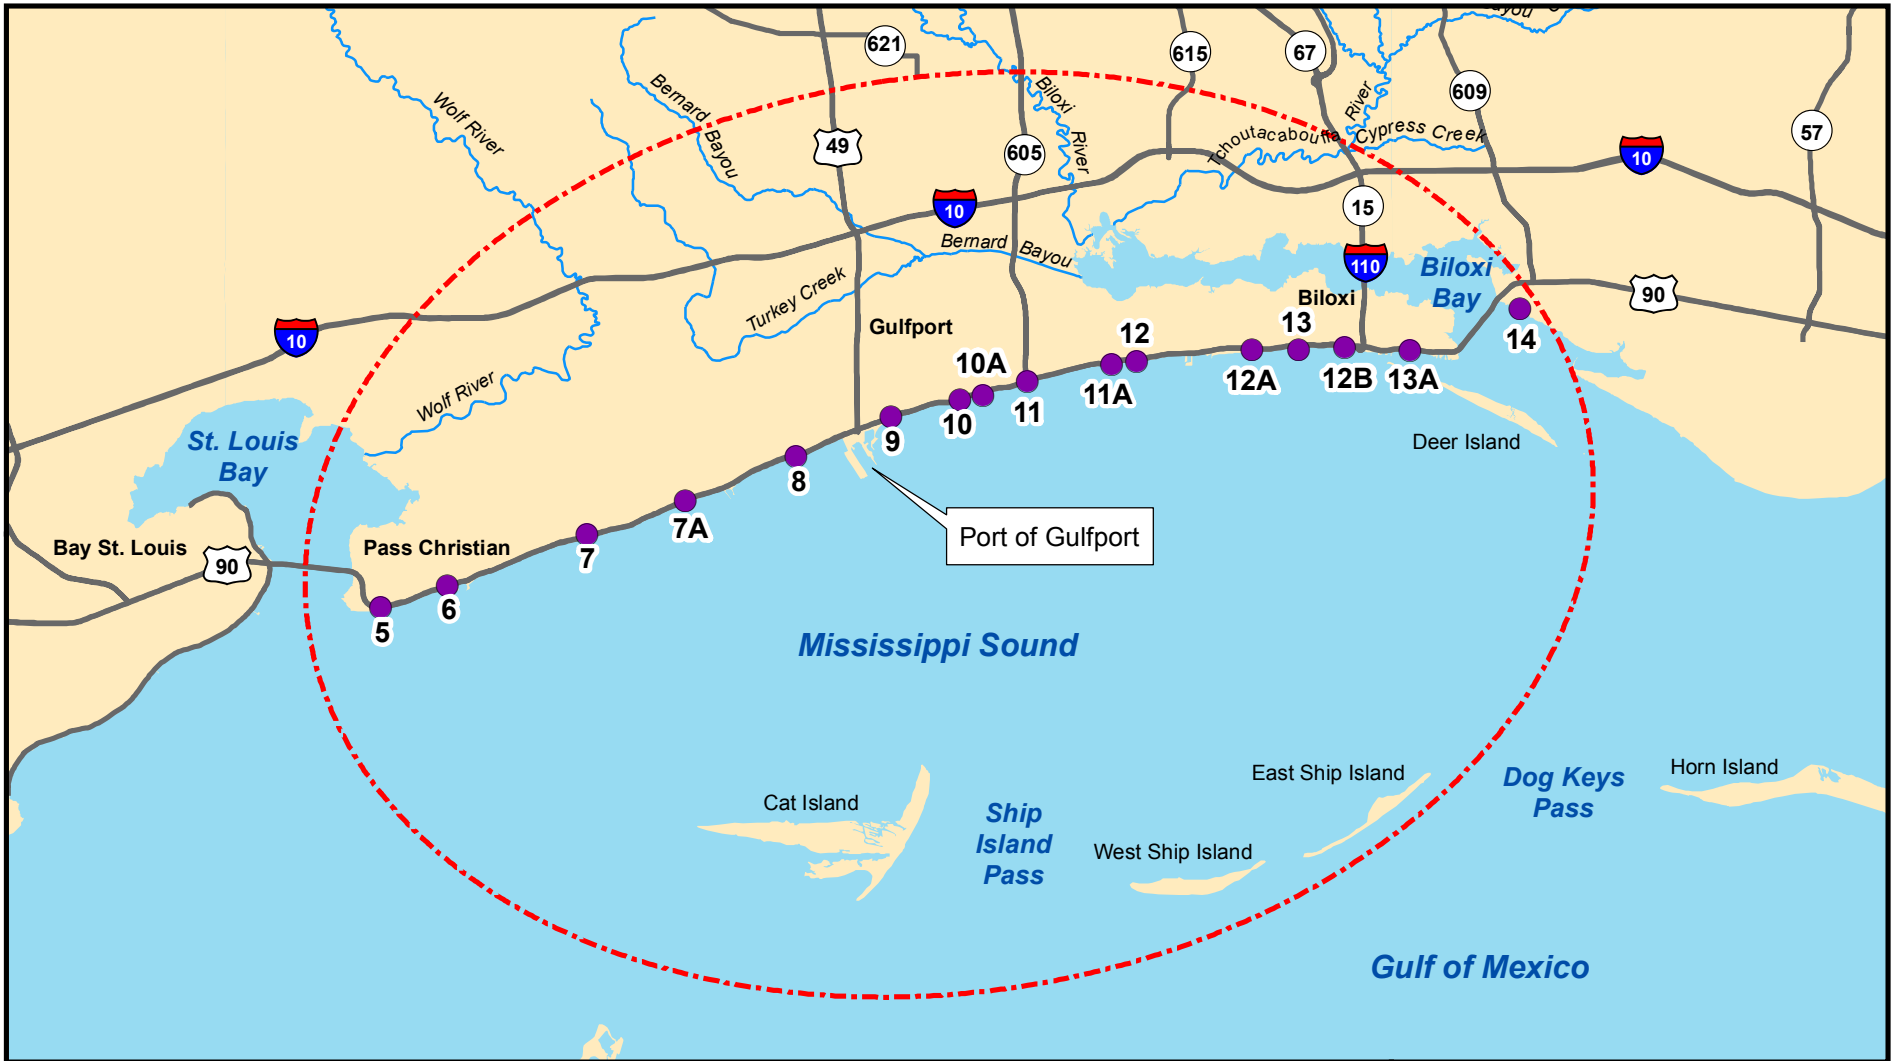 Bayou
621
615
67
Wolf River
Bernard Bayou
Biloxi River
River
609
49
605
Tchoutacabouffa
Cypress Creek
57
10
10
15
Bernard Bayou
110
Biloxi
Bay
90
Turkey Creek
Biloxi
Gulfport
10
13
14
12
10A
12A
12B
13A
Wolf River
11A
11
10
9
Deer Island
St. Louis
Bay
8
7A
Port of Gulfport
Bay St. Louis
90
Pass Christian
7
6
5
Mississippi Sound
East Ship Island
Dog Keys
Pass
Horn Island
Cat Island
Ship
Island
Pass
West Ship Island
Gulf of Mexico